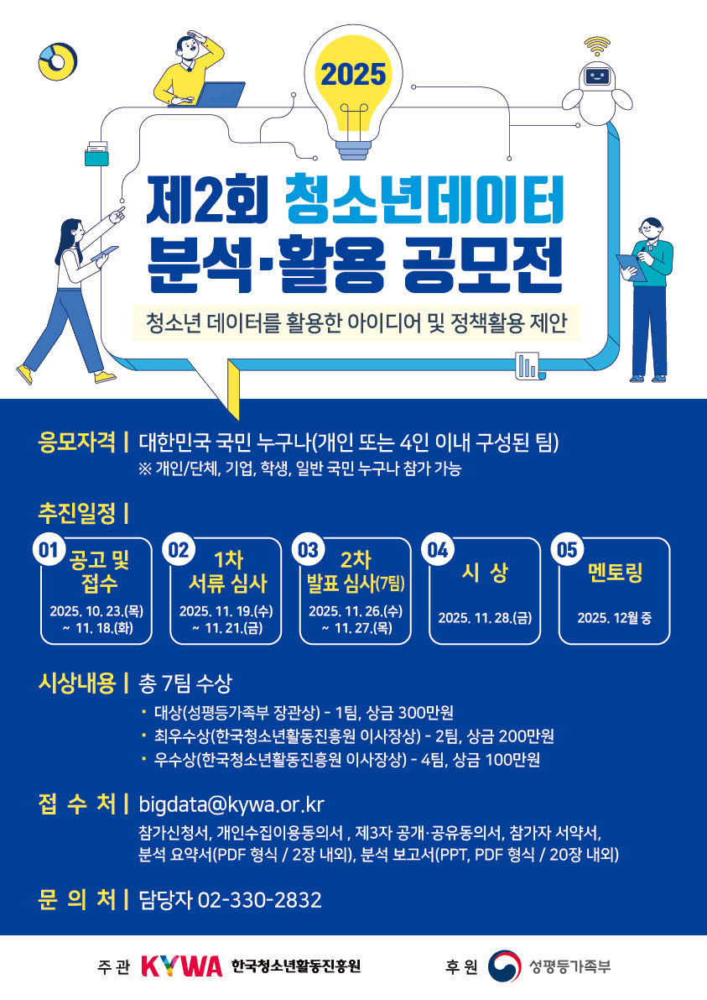 2025
제2회 청소년데이터
분석·활용 공모전
청소년 데이터를 활용한 아이디어 및 정책활용 제안
응모자격 | 대한민국 국민 누구나(개인 또는 4인 이내 구성된 팀)
※ 개인/단체, 기업, 학생, 일반 국민 누구나 참가 가능
추진일정 |
01
공고 및
접수
2025. 10. 23.(목)
~ 11. 18.(화)
02
1차
서류 심사
2025. 11. 19.(수)
~ 11. 21.(금)
03
2차
발표 심사(7팀)
2025. 11. 26.(수)
~ 11. 27.(목)
04
시 상
2025. 11. 28.(금)
05
멘토링
2025. 12월 중
시상내용 | 총 7팀 수상
· 대상(성평등가족부 장관상) - 1팀, 상금 300만원
· 최우수상(한국청소년활동진흥원 이사장상) - 2팀, 상금 200만원
· 우수상(한국청소년활동진흥원 이사장상) - 4팀, 상금 100만원
접 수 처 | bigdata@kywa.or.kr
참가신청서, 개인수집이용동의서 , 제3자 공개·공유동의서, 참가자 서약서,
분석 요약서(PDF 형식 / 2장 내외), 분석 보고서(PPT, PDF 형식 / 20장 내외)
문 의 처 | 담당자 02-330-2832
주 관 KYWA 한국청소년활동진흥원
후 원 성평등가족부